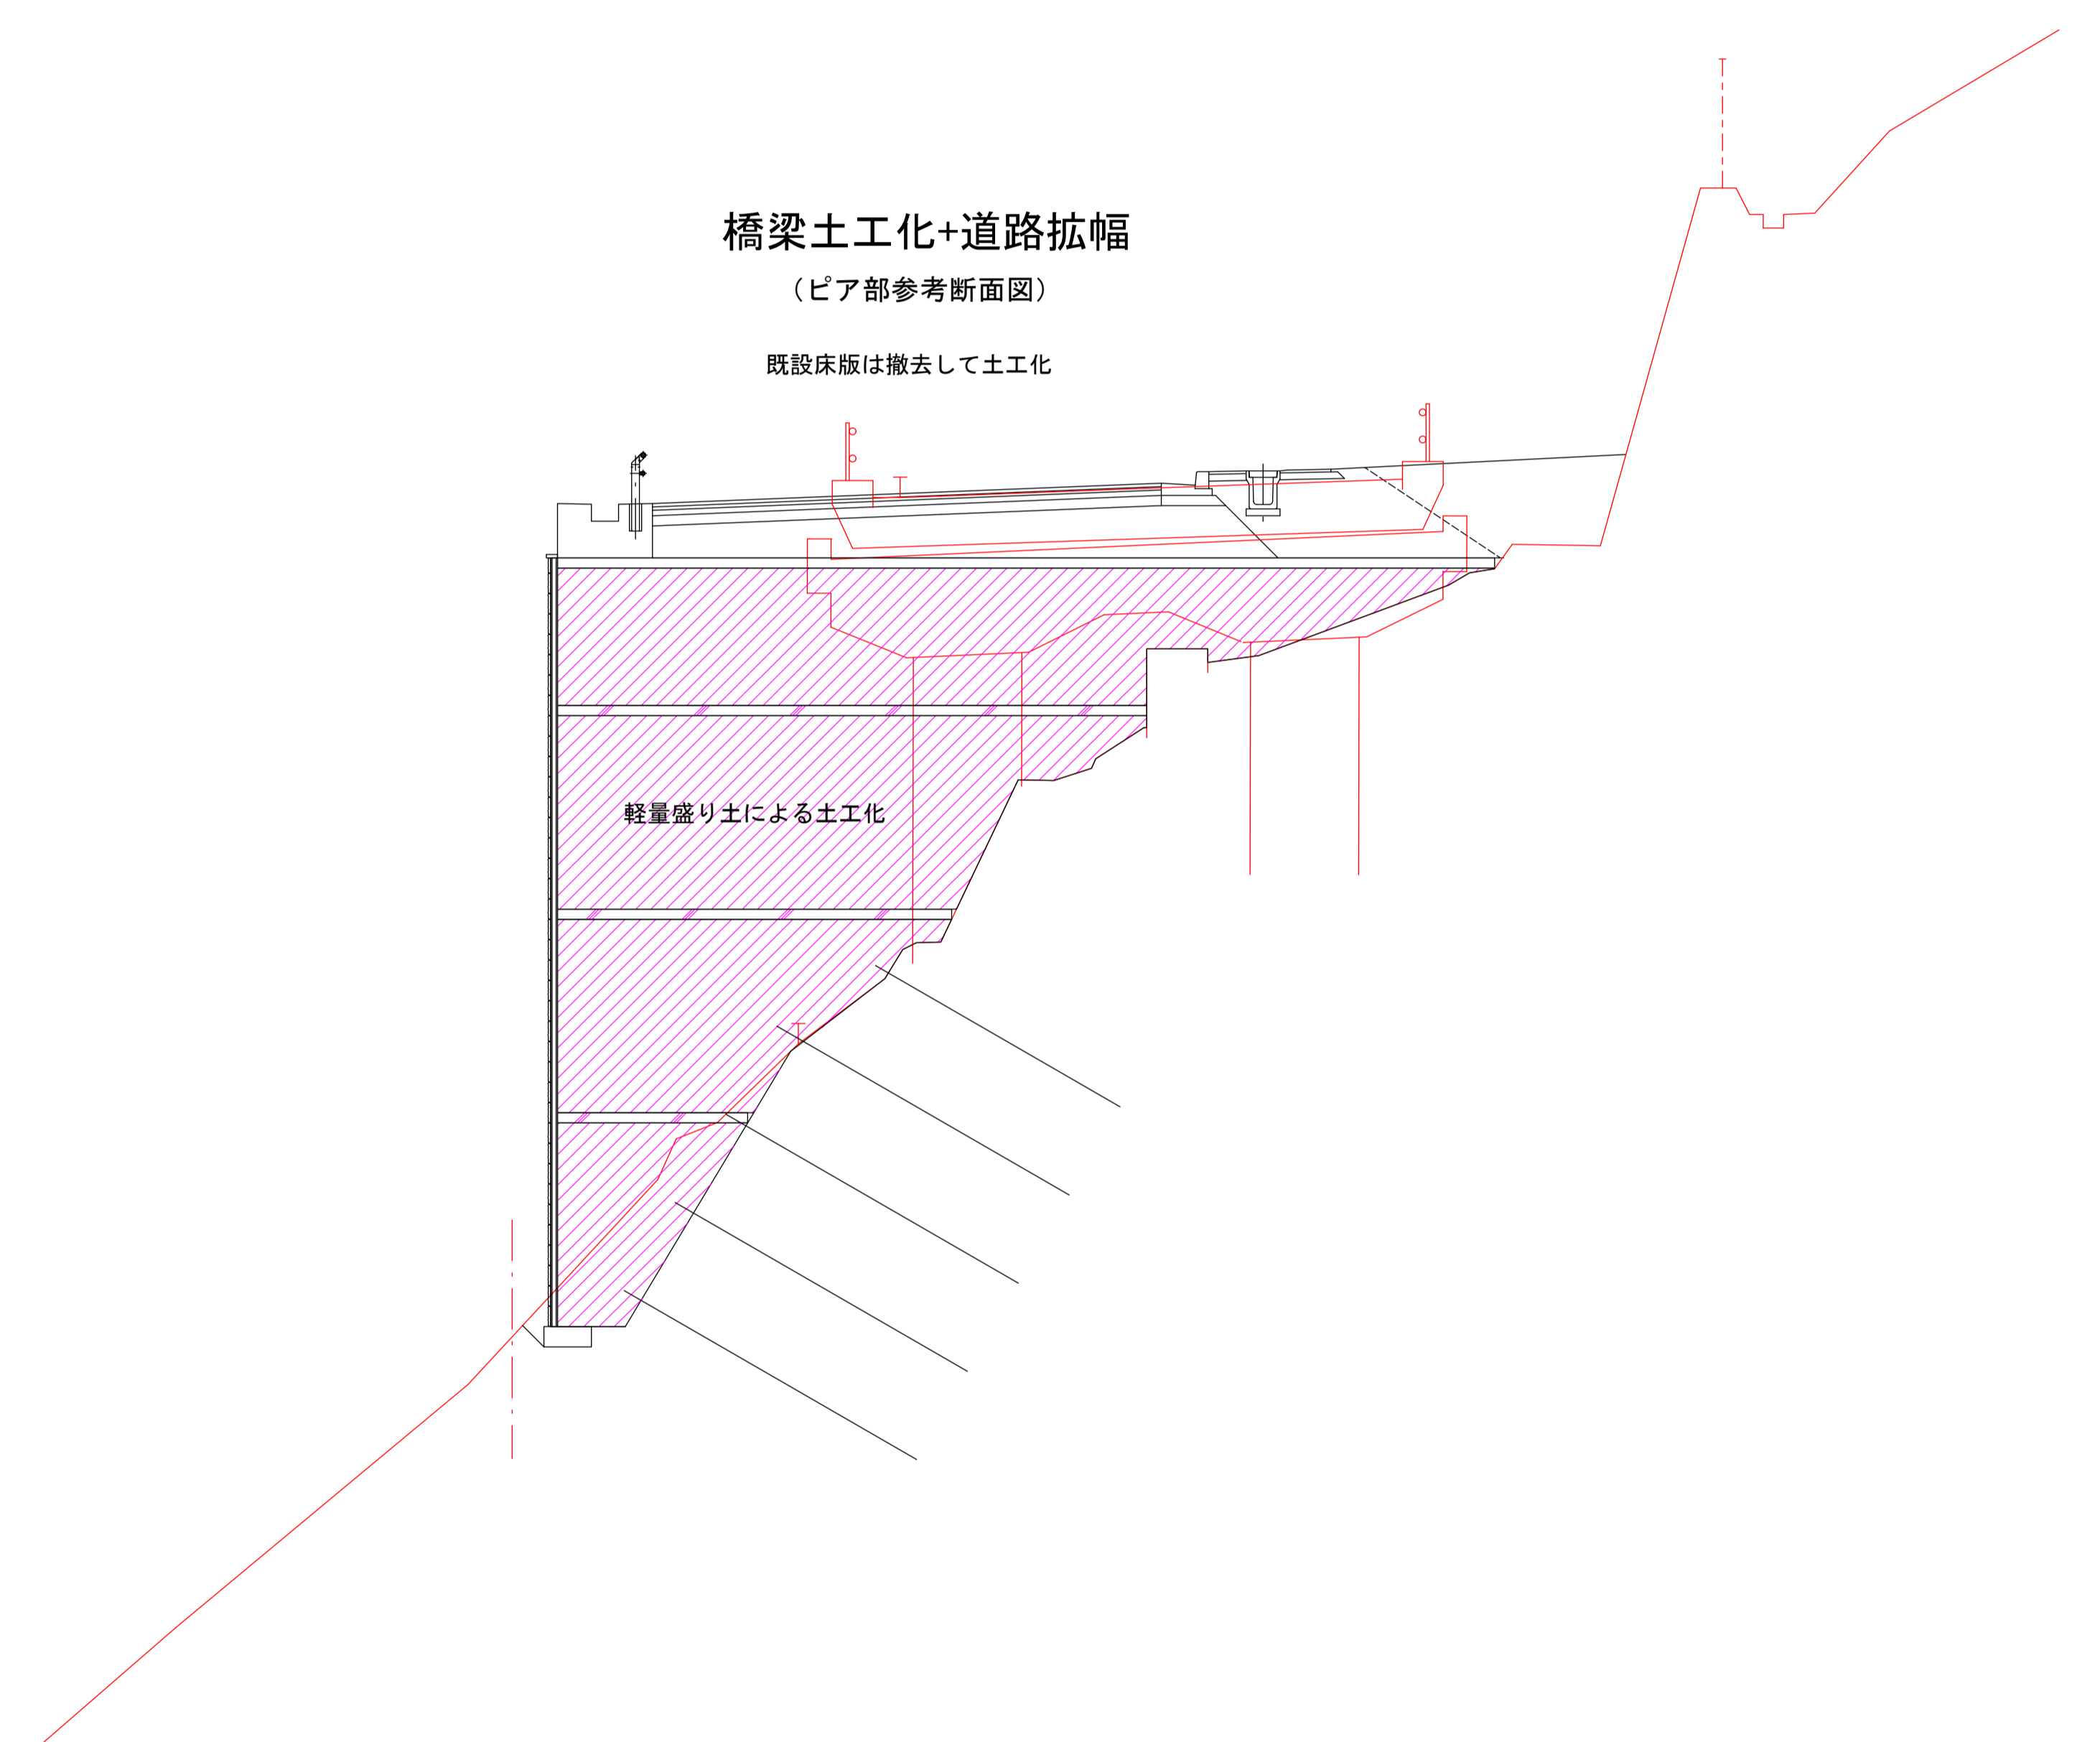 橋梁土工化+道路拡幅
（ピア部参考断面図）
既設床版は撤去して土工化
軽量盛り土による土工化